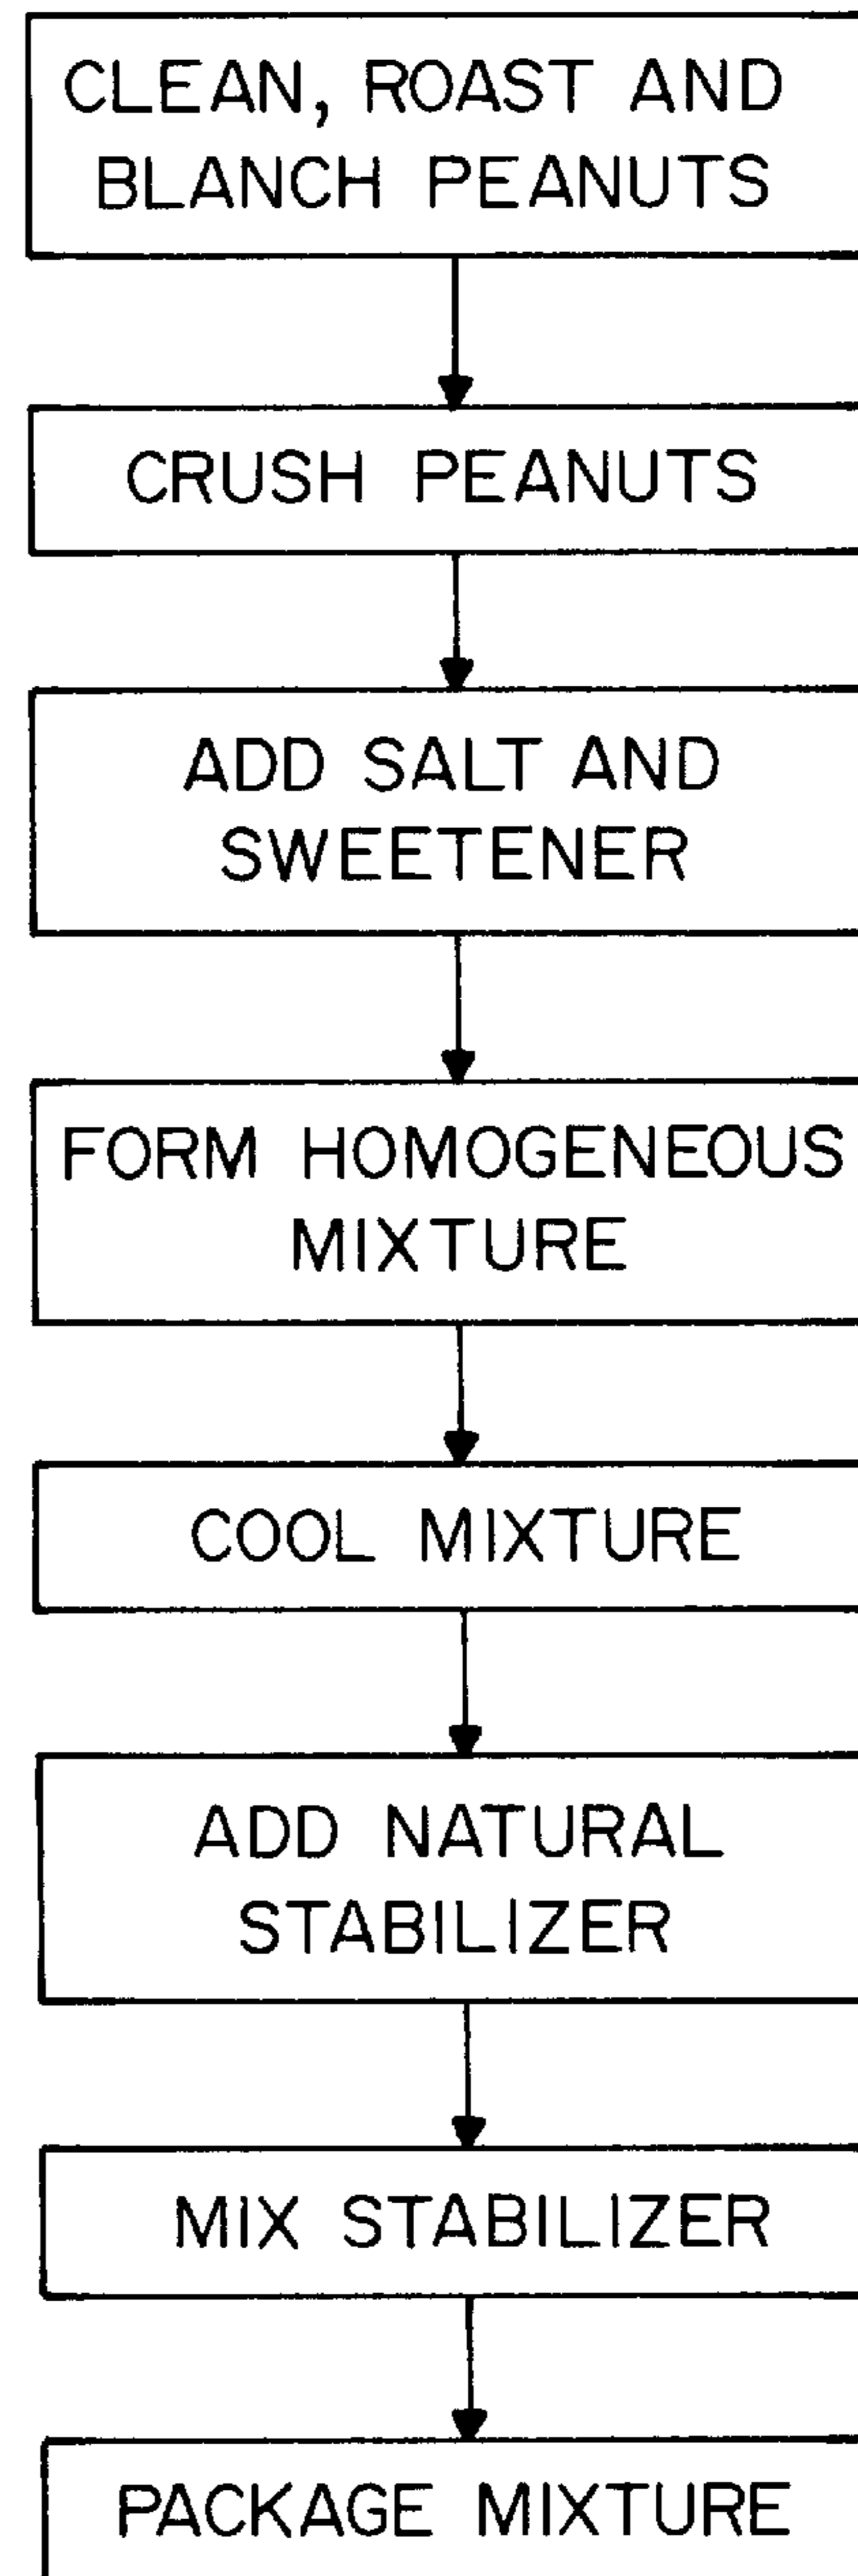 CLEAN, ROAST AND
BLANCH PEANUTS
CRUSH PEANUTS
ADD SALT AND
SWEETENER
FORM HOMOGENEOUS
MIXTURE
COOL MIXTURE
ADD NATURAL
STABILIZER
MIX STABILIZER
PACKAGE MIXTURE